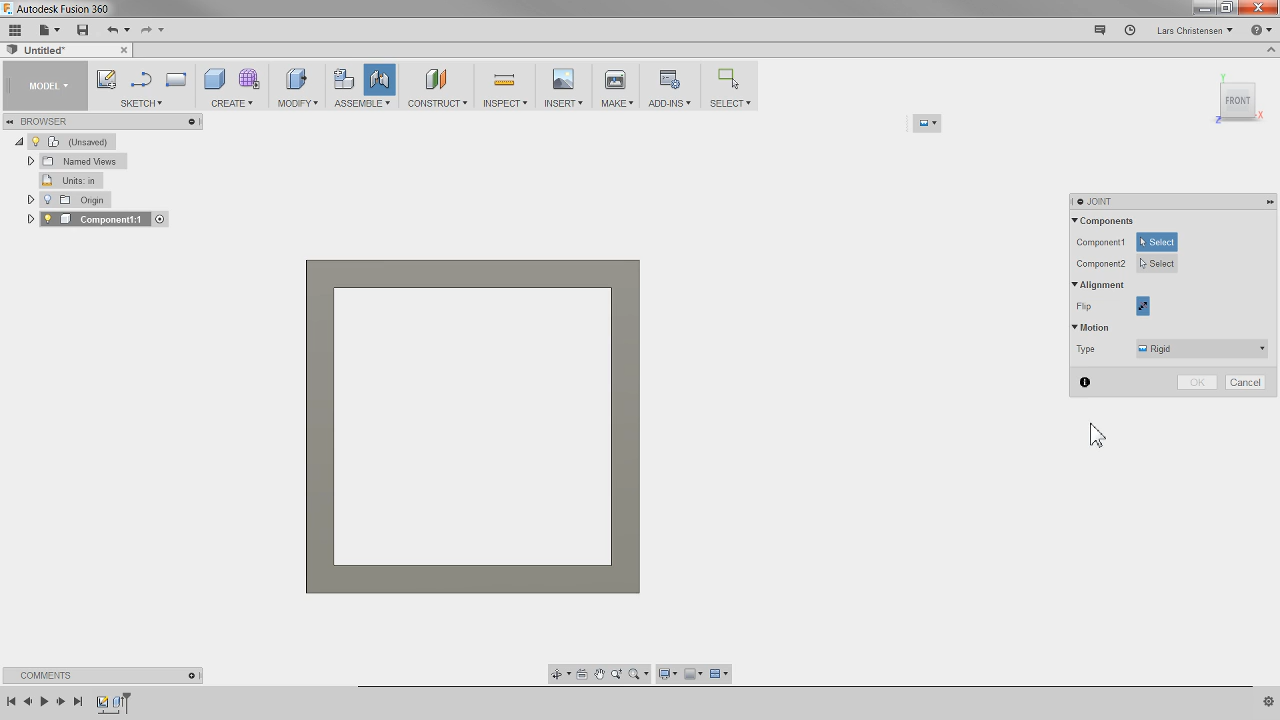 Autodesk Fusion 360
Lars Christensen
Untitled*
MODEL
SKETCH
CREATE
MODIFY
ASSEMBLE
CONSTRUCT
INSPECT
INSERT
MAKE
ADD-INS
SELECT
Y
FRONT
Z
X
BROWSER
(Unsaved)
Named Views
Units: in
Origin
Component1:1
JOINT
Components
Component1 Select
Component2 Select
Alignment
Flip
Motion
Type Rigid
OK Cancel
COMMENTS